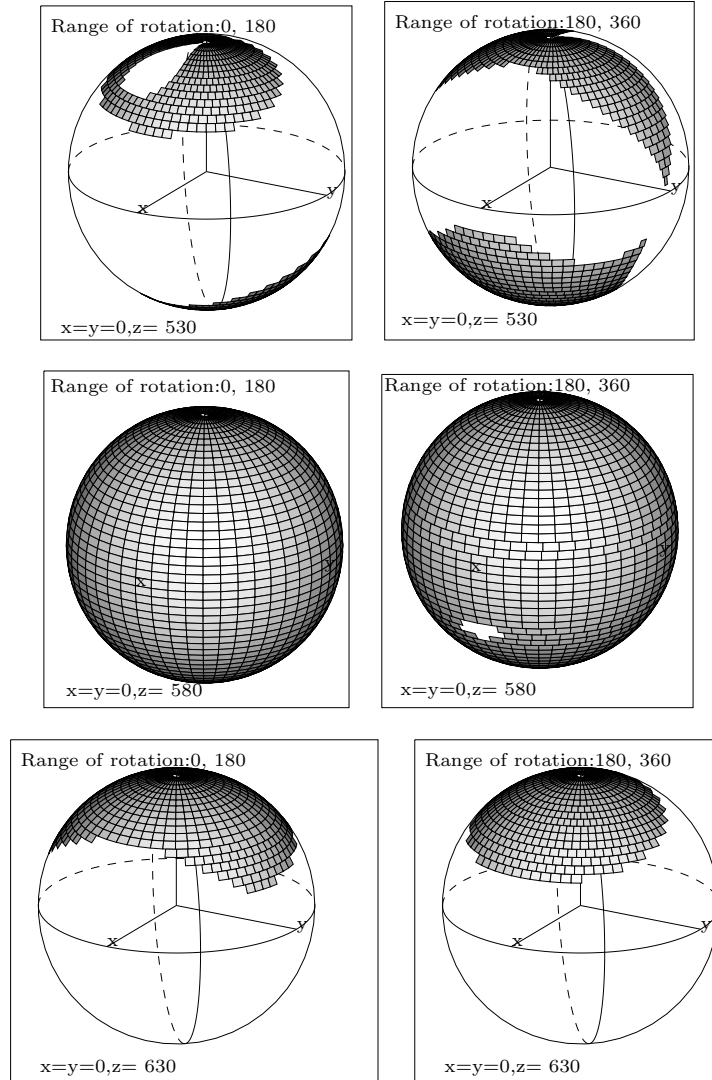 Range of rotation:0, 180
x
y
x=y=0,z= 530
Range of rotation:180, 360
x
y
x=y=0,z= 530
Range of rotation:0, 180
x
y
x=y=0,z= 580
Range of rotation:180, 360
x
y
x=y=0,z= 580
Range of rotation:0, 180
x
y
x=y=0,z= 630
Range of rotation:180, 360
x
y
x=y=0,z= 630